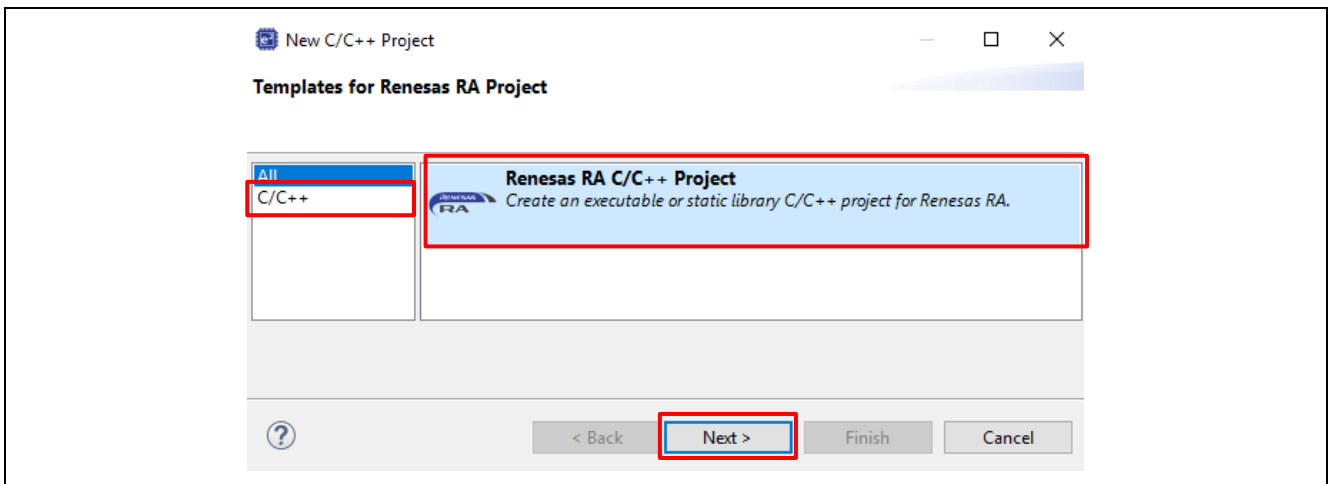 New C/C++ Project
Templates for Renesas RA Project
All
C/C++
Renesas RA C/C++ Project
RENESAS
RA
Create an executable or static library C/C++ project for Renesas RA.
?
< Back
Next >
Finish
Cancel